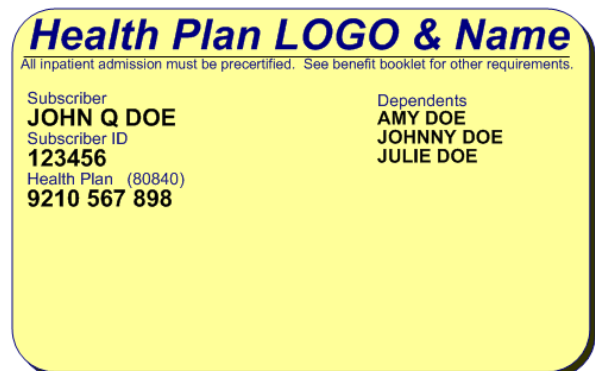 Health Plan LOGO & Name
All inpatient admission must be precertified. See benefit booklet for other requirements.
Subscriber
JOHN Q DOE
Subscriber ID
123456
Health Plan (80840)
9210 567 898
Dependents
AMY DOE
JOHNNY DOE
JULIE DOE